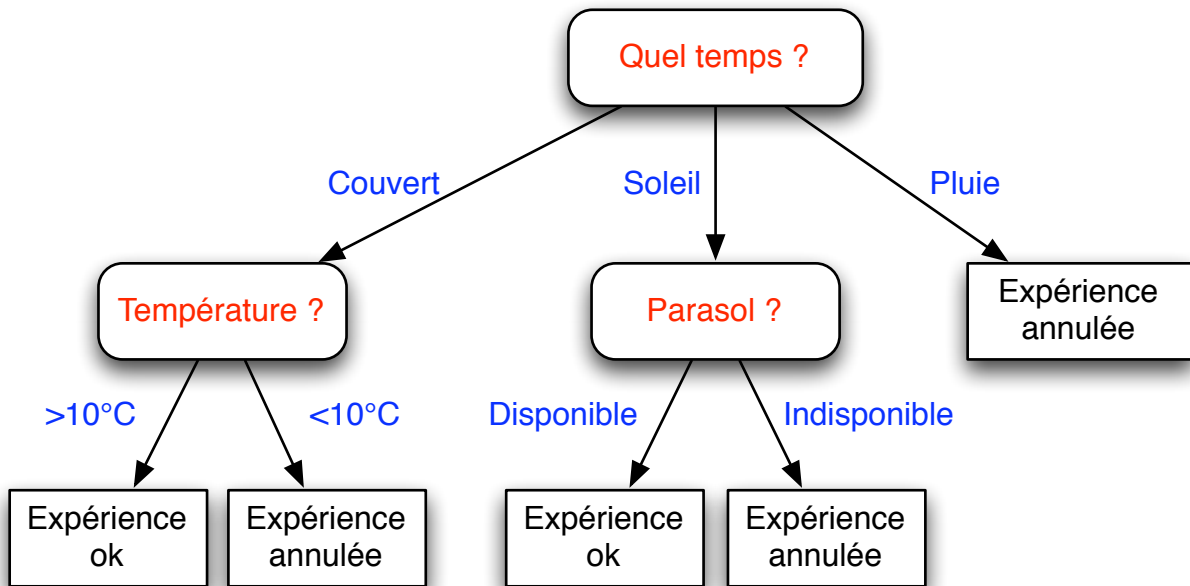 Quel temps ?
Couvert
Soleil
Pluie
Température ?
Parasol ?
Expérience
annulée
>10°C
<10°C
Disponible
Indisponible
Expérience
ok
Expérience
annulée
Expérience
ok
Expérience
annulée